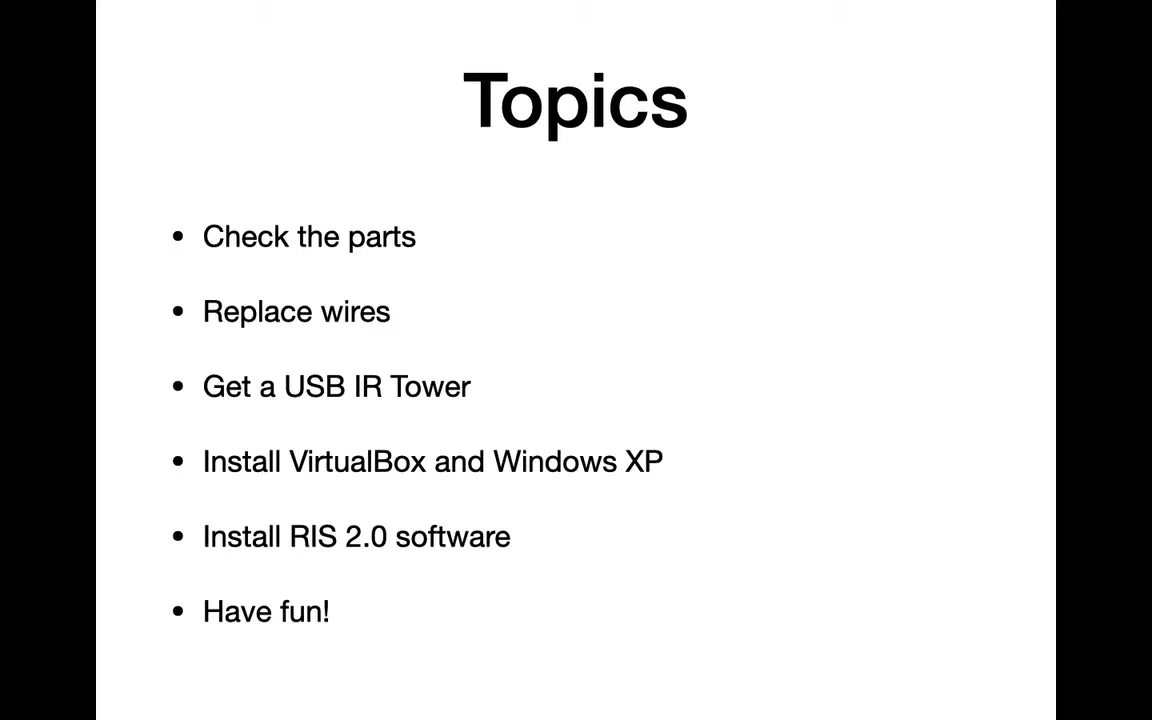 Topics
• Check the parts
• Replace wires
• Get a USB IR Tower
• Install VirtualBox and Windows XP
• Install RIS 2.0 software
• Have fun!